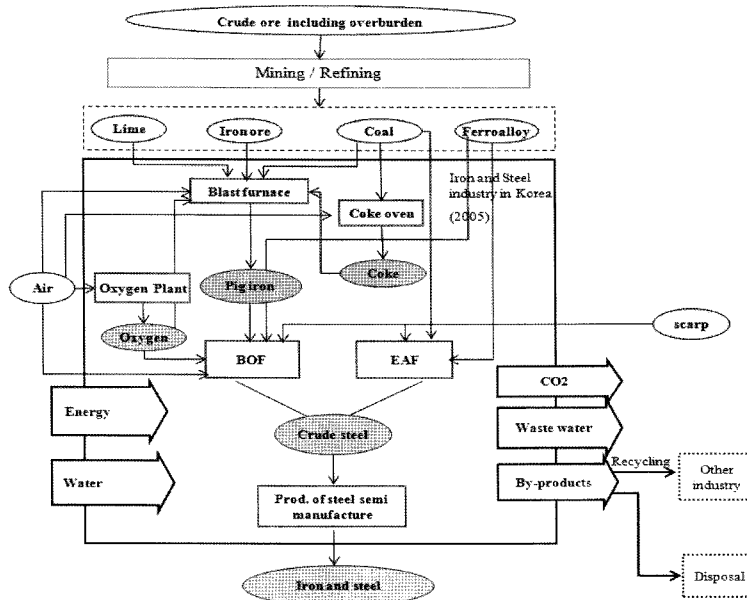 Crude ore including overburden
Mining / Refining
Lime
Iron ore
Coal
Ferroalloy
Blast furnace
Iron and Steel
industry in Korea
(2005)
Coke oven
Air
Oxygen Plant
Pig iron
Coke
Oxygen
scarp
BOF
EAF
CO2
Energy
Waste water
Crude steel
Recycling
Other
industry
Water
By-products
Prod. of steel semi
manufacture
Iron and steel
Disposal